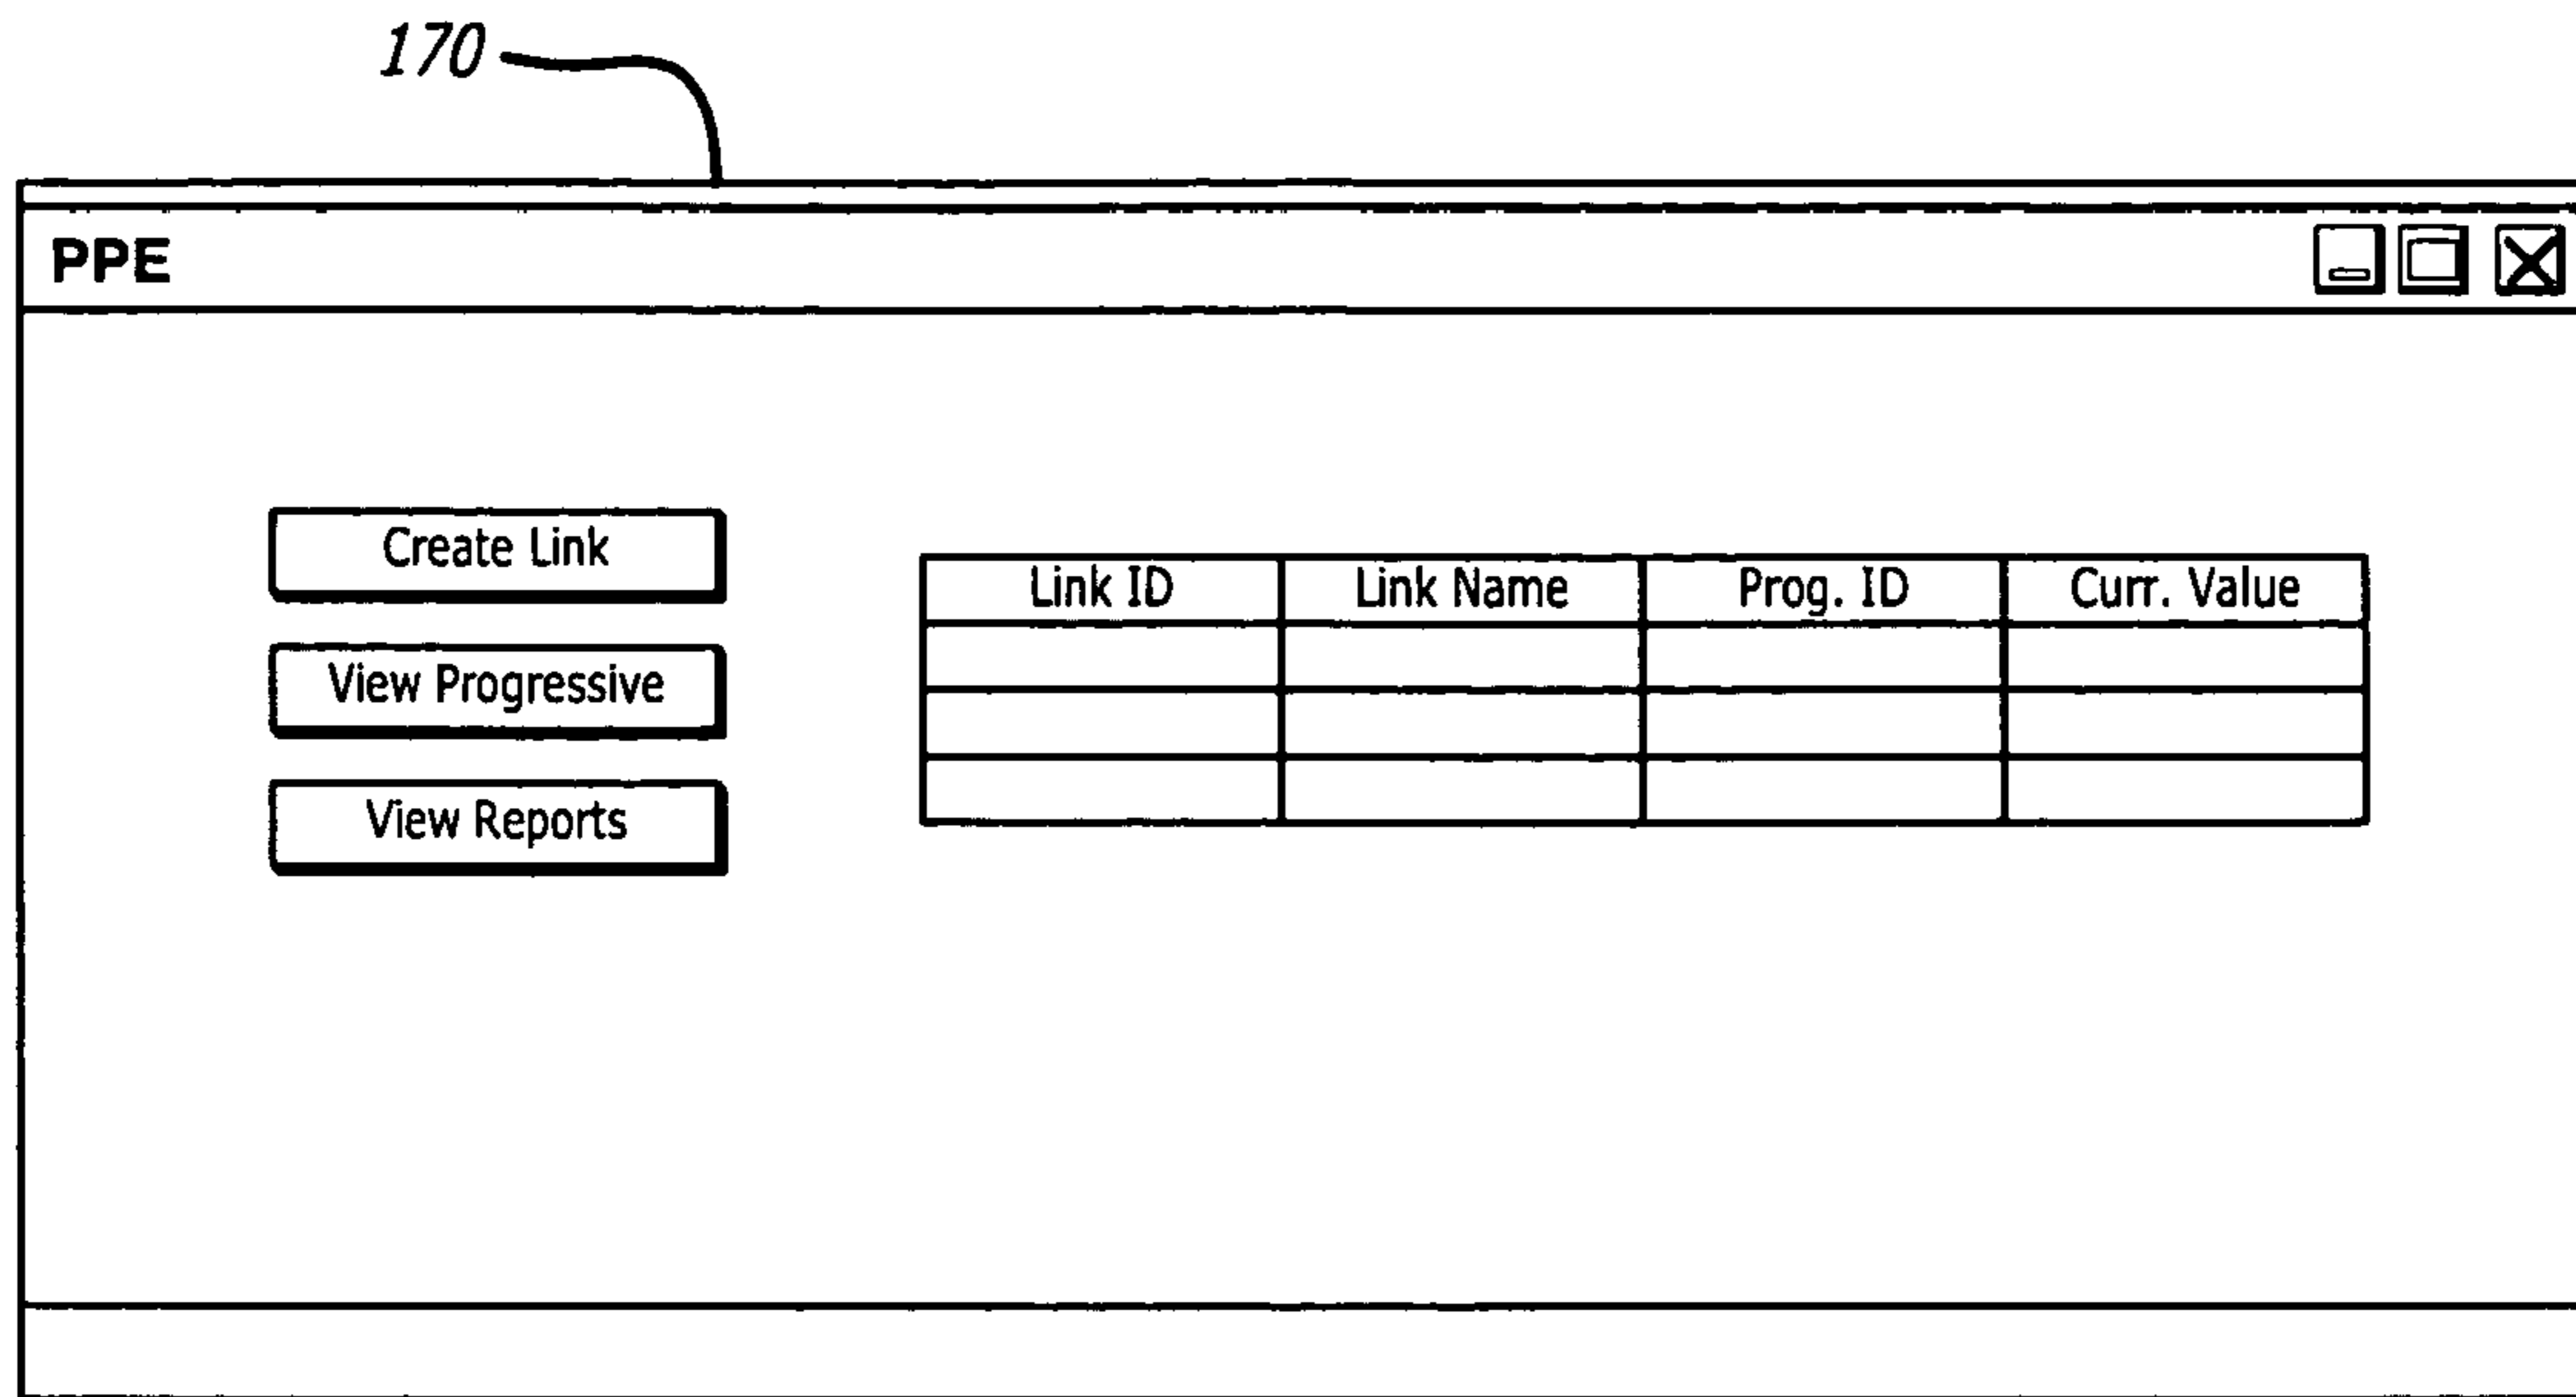 170
PPE
Create Link
View Progressive
View Reports
Link ID Link Name Prog. ID Curr. Value